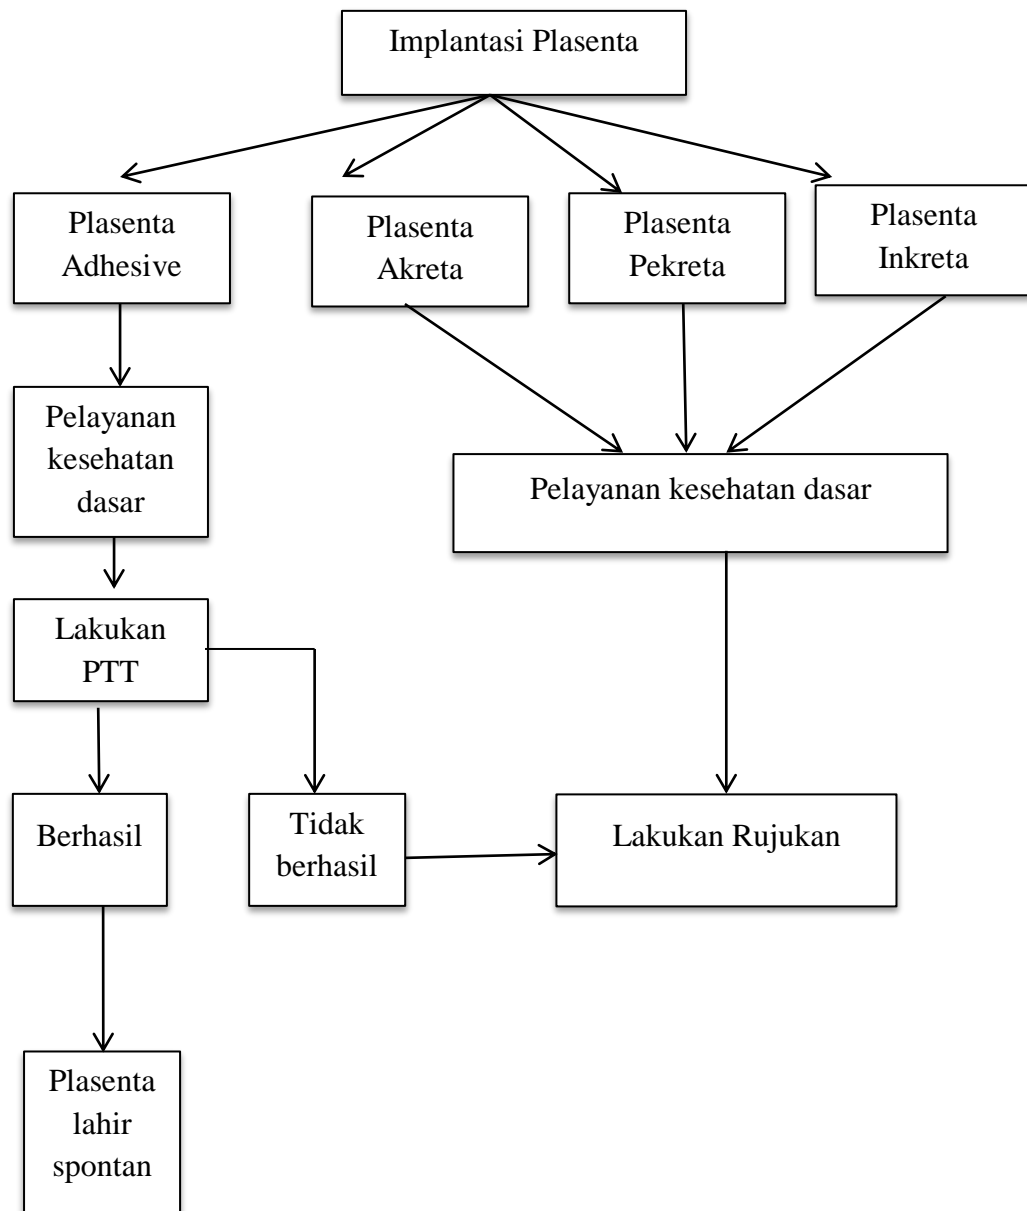 Implantasi Plasenta
Plasenta
Adhesive
Plasenta
Akreta
Plasenta
Pekreta
Plasenta
Inkreta
Pelayanan
kesehatan
dasar
Pelayanan kesehatan dasar
Lakukan
PTT
Berhasil
Tidak
berhasil
Lakukan Rujukan
Plasenta
lahir
spontan